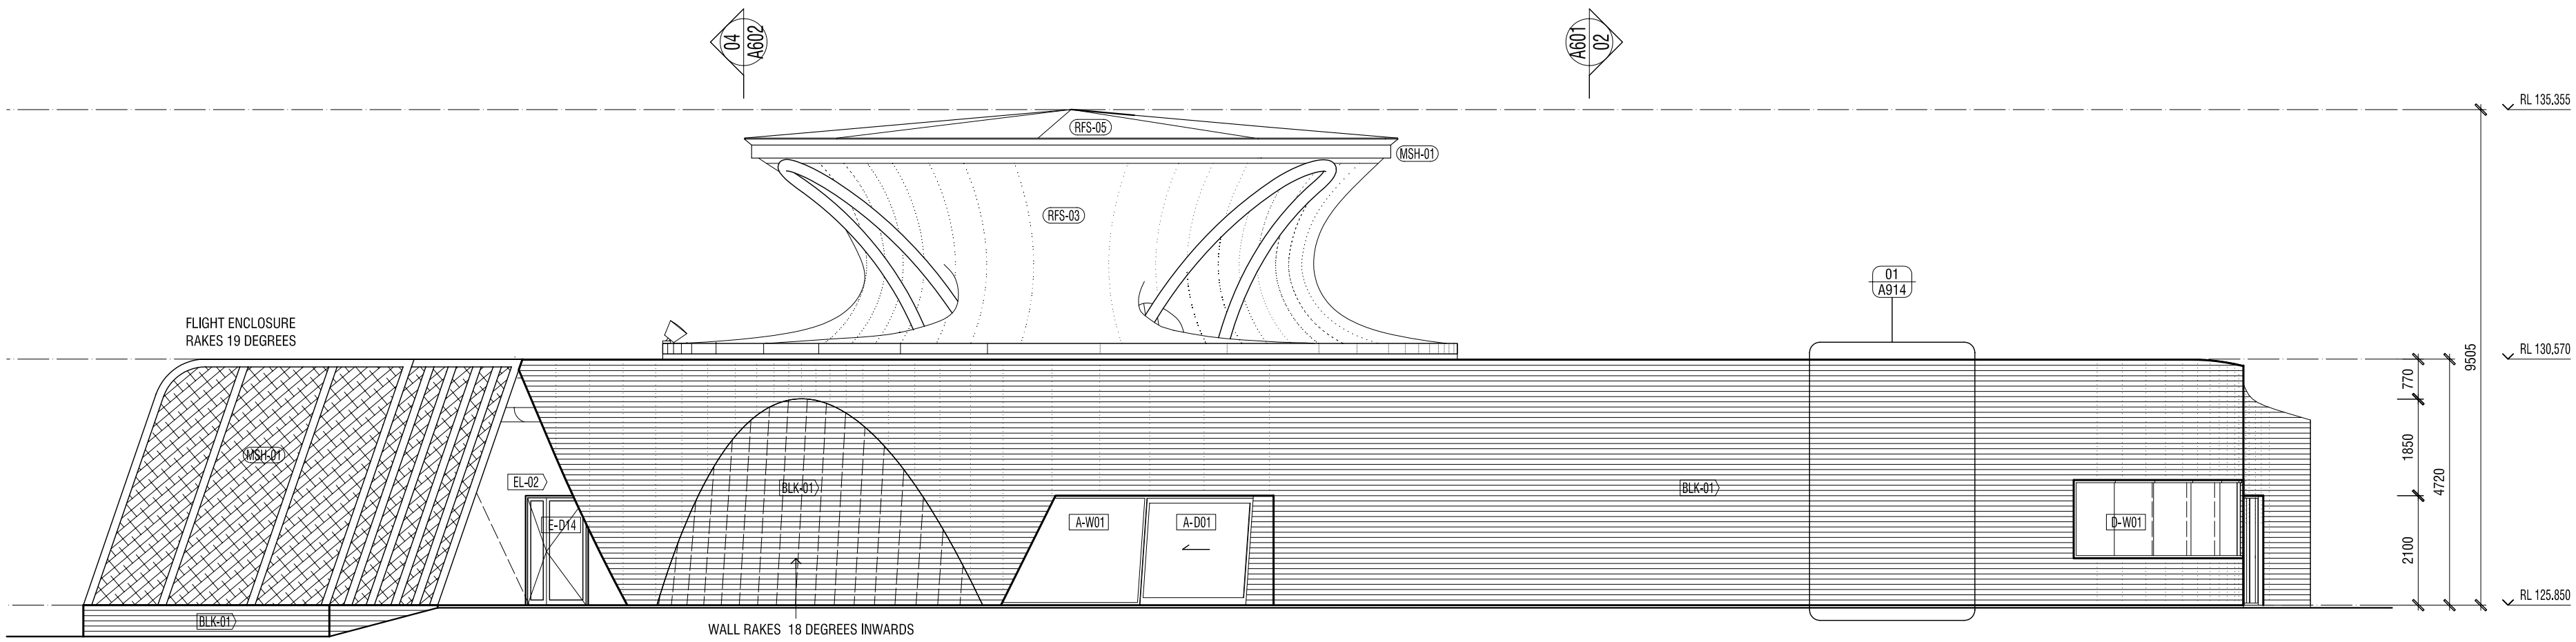 04
A602
A601
02
RL 135.355
RFS-05
MSH-01
RFS-03
01
A914
FLIGHT ENCLOSURE
RAKES 19 DEGREES
9505
RL 130.570
770
MSH-01
EL-02
BLK-01
BLK-01
1850
4720
E-D14
A-W01
A-D01
D-W01
2100
RL 125.850
BLK-01
WALL RAKES 18 DEGREES INWARDS